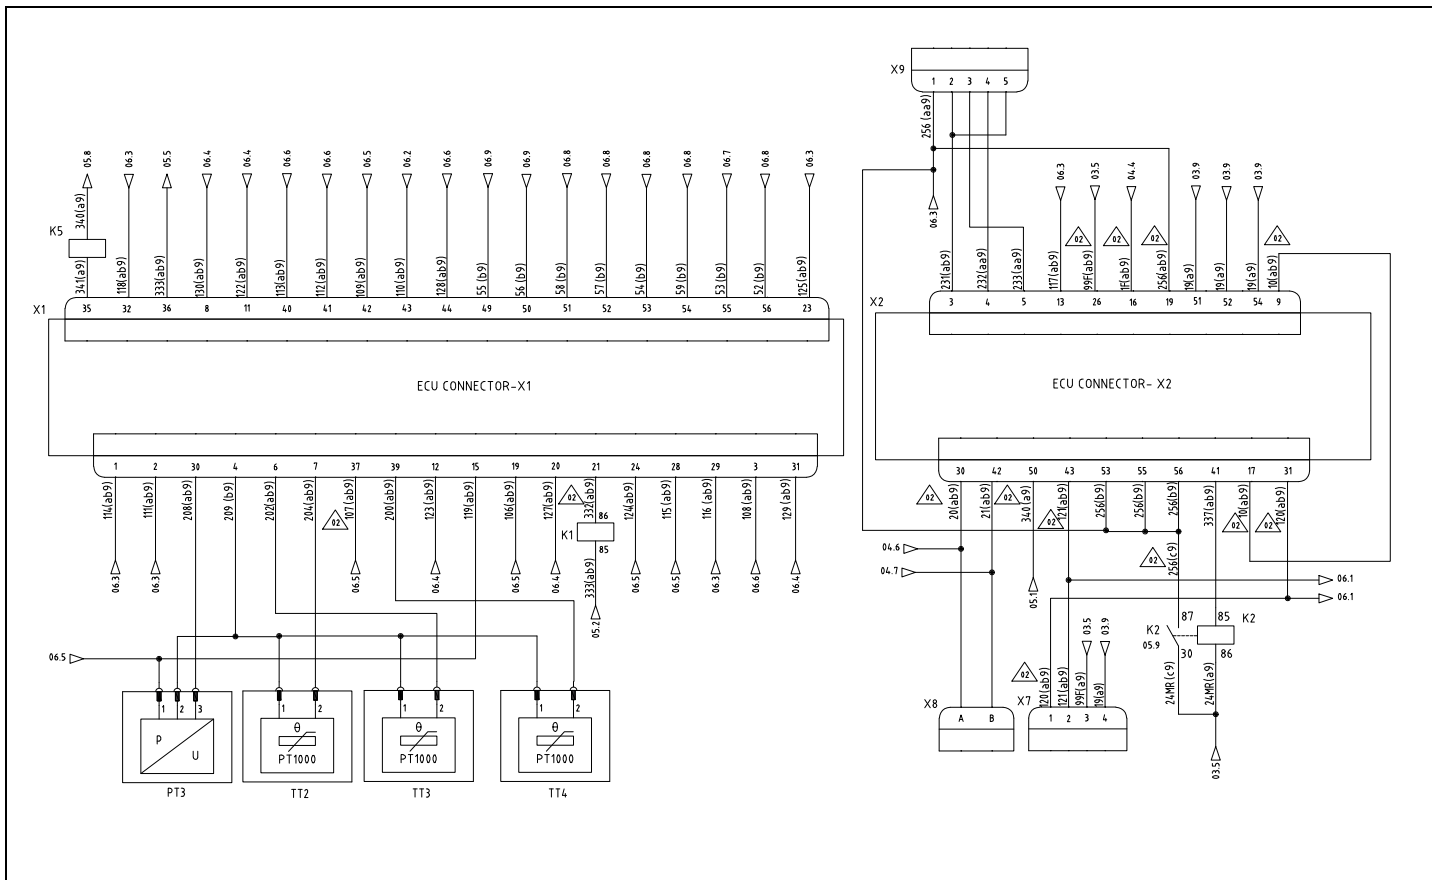 05.8
06.3
05.5
06.4
06.4
06.6
06.6
06.5
06.2
06.6
06.9
06.9
06.8
06.8
06.8
06.8
06.7
06.8
06.3
K5
340(a9)
341(a9)
118(ab9)
333(ab9)
130(ab9)
122(ab9)
113(ab9)
112(ab9)
109(ab9)
110(ab9)
128(ab9)
55 (b9)
56 (b9)
58 (b9)
57 (b9)
54 (b9)
59 (b9)
53 (b9)
52 (b9)
125(ab9)
X1
35 32 36 8 11 40 41 42 43 44 49 50 51 52 53 54 55 56 23
ECU CONNECTOR-X1
1 2 30 4 6 7 37 39 12 15 19 20 21 24 28 29 3 31
114(ab9)
111(ab9)
208(ab9)
209 (b9)
202(ab9)
204(ab9)
107(ab9)
02
200(ab9)
123 (ab9)
119(ab9)
106(ab9)
127(ab9)
02
332(ab9)
124(ab9)
115 (ab9)
116 (ab9)
108 (ab9)
129 (ab9)
86
K1
85
333(ab9)
06.3
06.3
06.5
06.4
06.5
06.4
05.2
06.5
06.5
06.3
06.6
06.4
06.5
1 2 3
P
U
PT3
1 2
θ
PT1000
TT2
1 2
θ
PT1000
TT3
1 2
θ
PT1000
TT4
X9
1 2 3 4 5
256 (aa9)
06.3
06.3
03.5
04.4
03.9
03.9
03.9
02
02
02
02
231(ab9)
232(aa9)
233(aa9)
117(ab9)
99F(ab9)
1F(ab9)
256(ab9)
19(a9)
19(a9)
19(a9)
10(ab9)
X2
3 4 5 13 26 16 19 51 52 54 9
ECU CONNECTOR- X2
30 42 50 43 53 55 56 41 17 31
02
20(ab9)
21(ab9)
02
340 (a9)
02
121(ab9)
256(b9)
256(b9)
256(b9)
337(ab9)
02
10(ab9)
02
120(ab9)
04.6
04.7
05.1
02
256(c9)
06.1
06.1
87
85
K2
05.9
K2
30
86
03.5
03.9
02
120(ab9)
121(ab9)
99F(a9)
19(a9)
24MR(c9)
24MR(a9)
X8
A B
X7
1 2 3 4
03.5